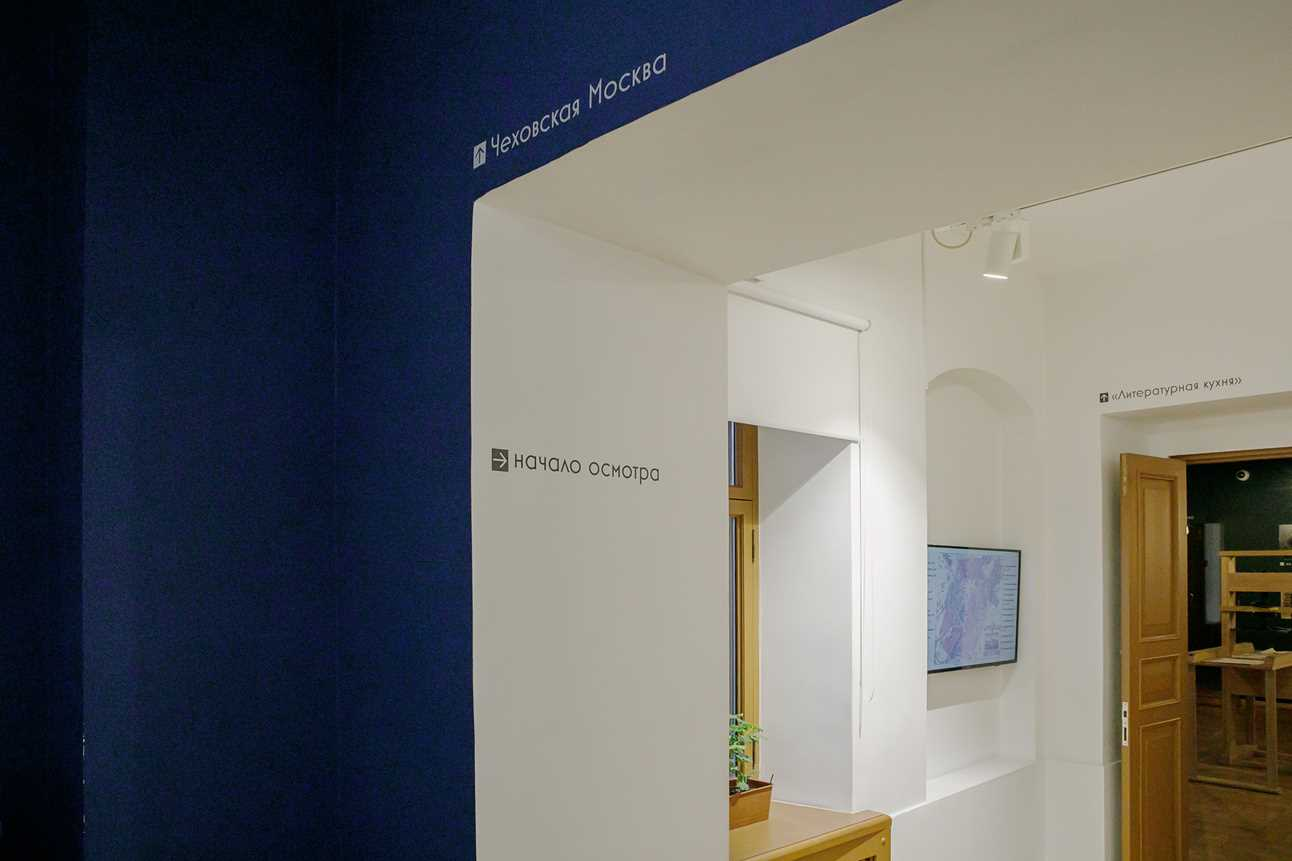 Чеховская Москва
начало осмотра
«Литературная кухня»